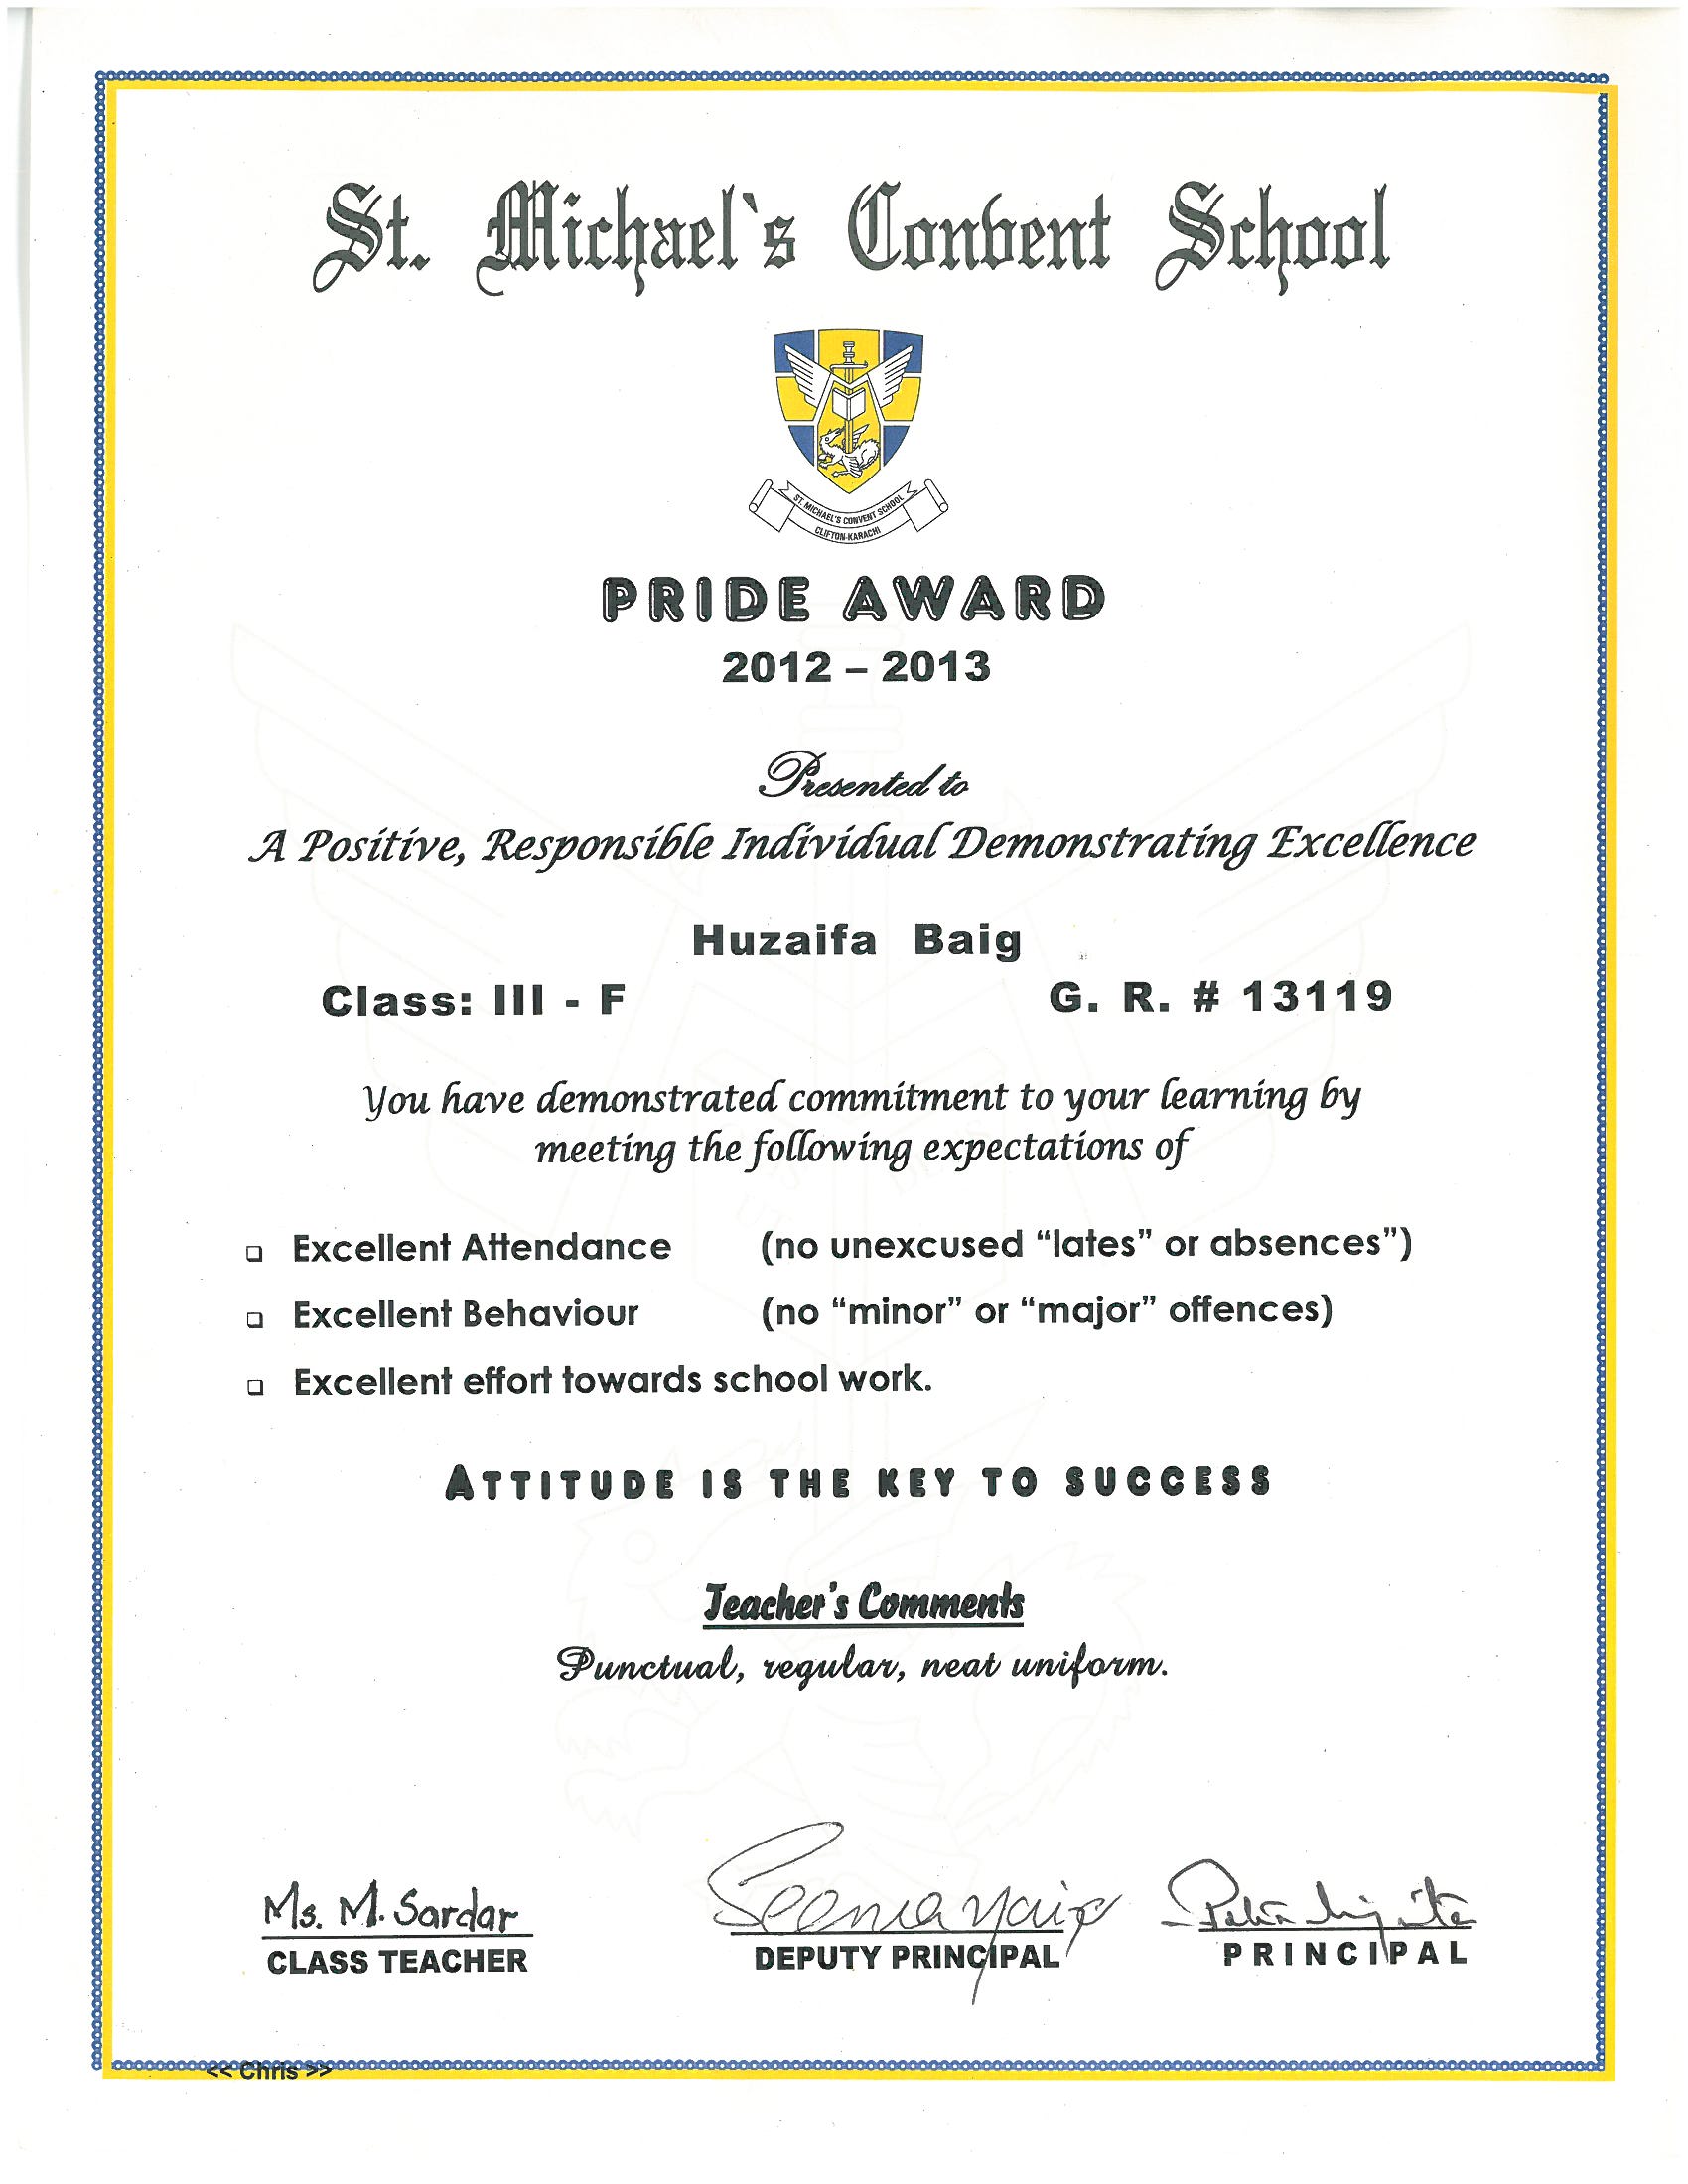 St. Michael`s Convent School
ST. MICHAEL'S CONVENT SCHOOL
CLIFTON-KARACHI
PRIDE AWARD
2012 – 2013
Presented to
A Positive, Responsible Individual Demonstrating Excellence
Huzaifa Baig
Class: III - F G. R. # 13119
You have demonstrated commitment to your learning by
meeting the following expectations of
Excellent Attendance (no unexcused “lates” or absences”)
Excellent Behaviour (no “minor” or “major” offences)
Excellent effort towards school work.
ATTITUDE IS THE KEY TO SUCCESS
Teacher's Comments
Punctual, regular, neat uniform.
Ms. M. Sardar
CLASS TEACHER DEPUTY PRINCIPAL PRINCIPAL
<< Chris >>